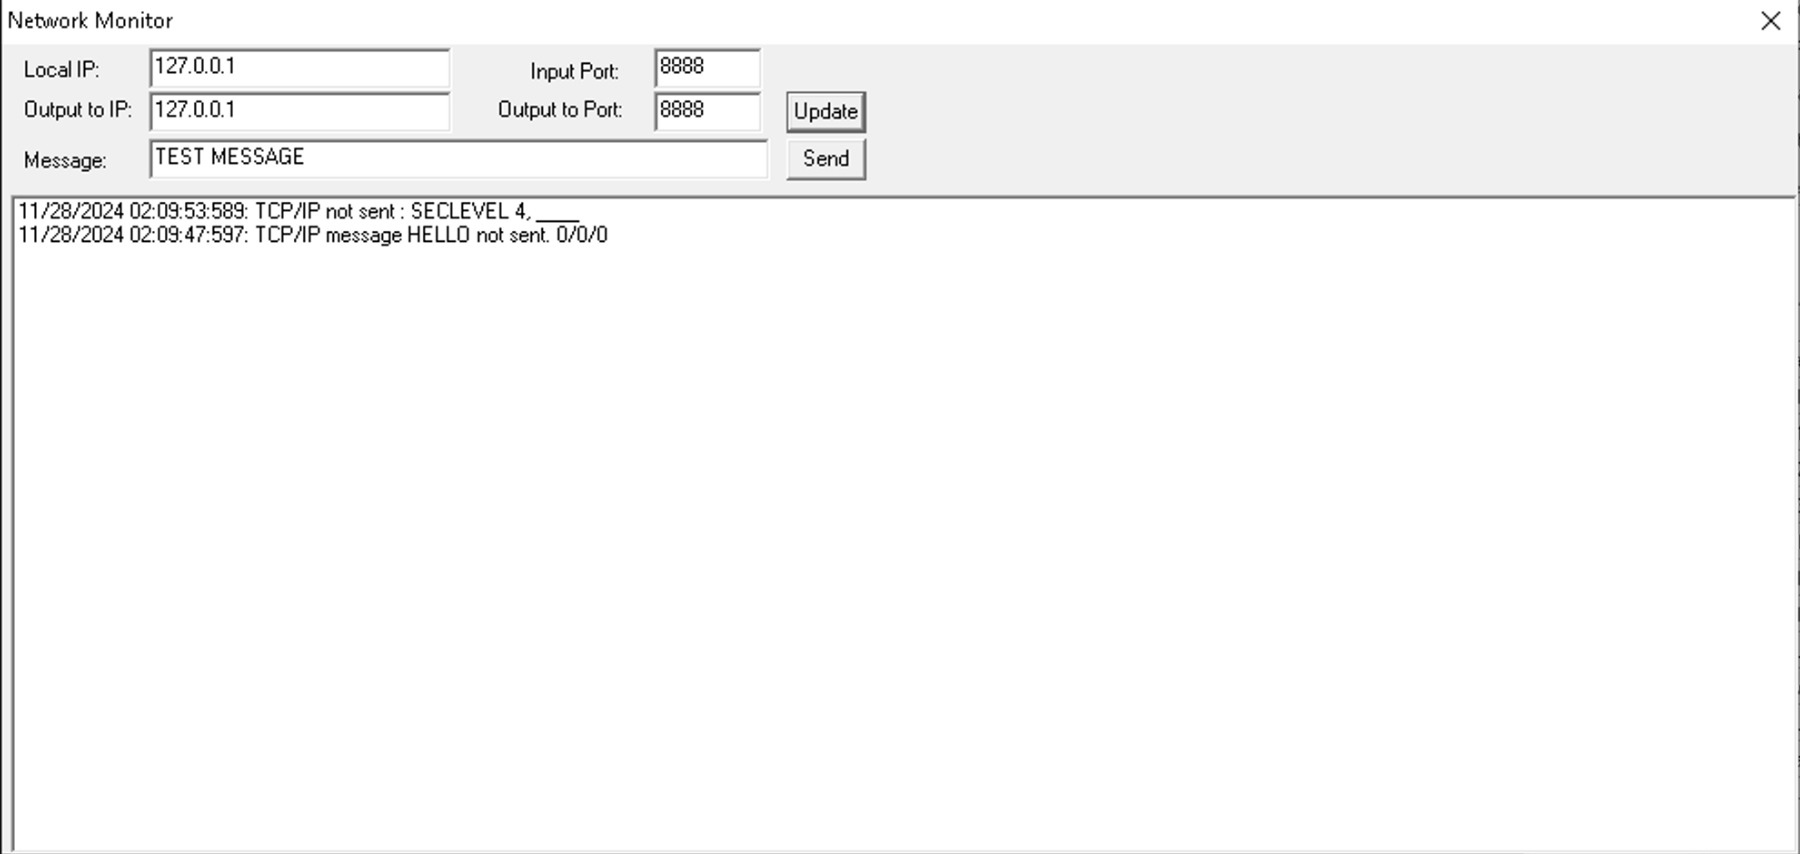 Network Monitor
Local IP: 127.0.0.1 Input Port: 8888
Output to IP: 127.0.0.1 Output to Port: 8888 Update
Message: TEST MESSAGE Send
11/28/2024 02:09:53:589: TCP/IP not sent : SECLEVEL 4, ____
11/28/2024 02:09:47:597: TCP/IP message HELLO not sent. 0/0/0